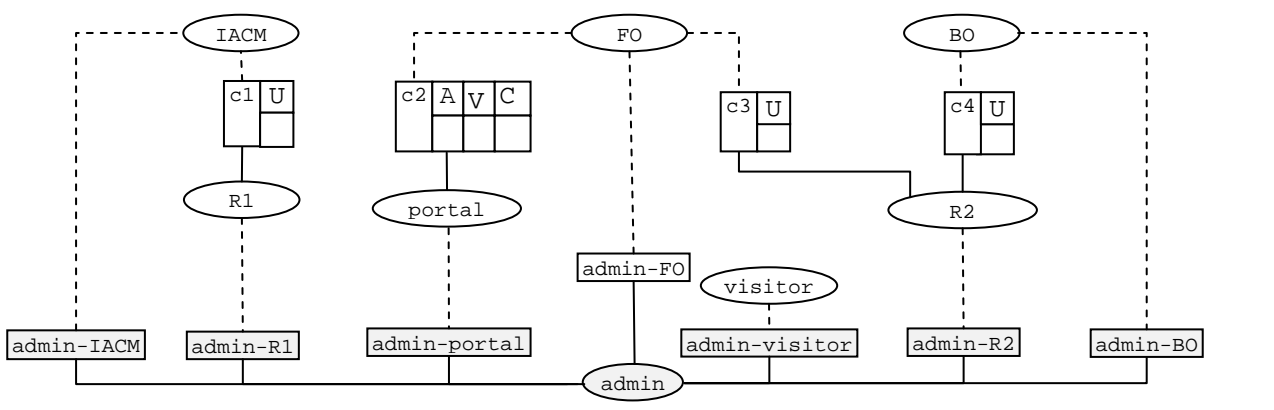 IACM
FO
BO
c1 U
c2 A V C
c3 U
c4 U
R1
portal
R2
admin-FO
visitor
admin-IACM
admin-R1
admin-portal
admin-visitor
admin-R2
admin-BO
admin